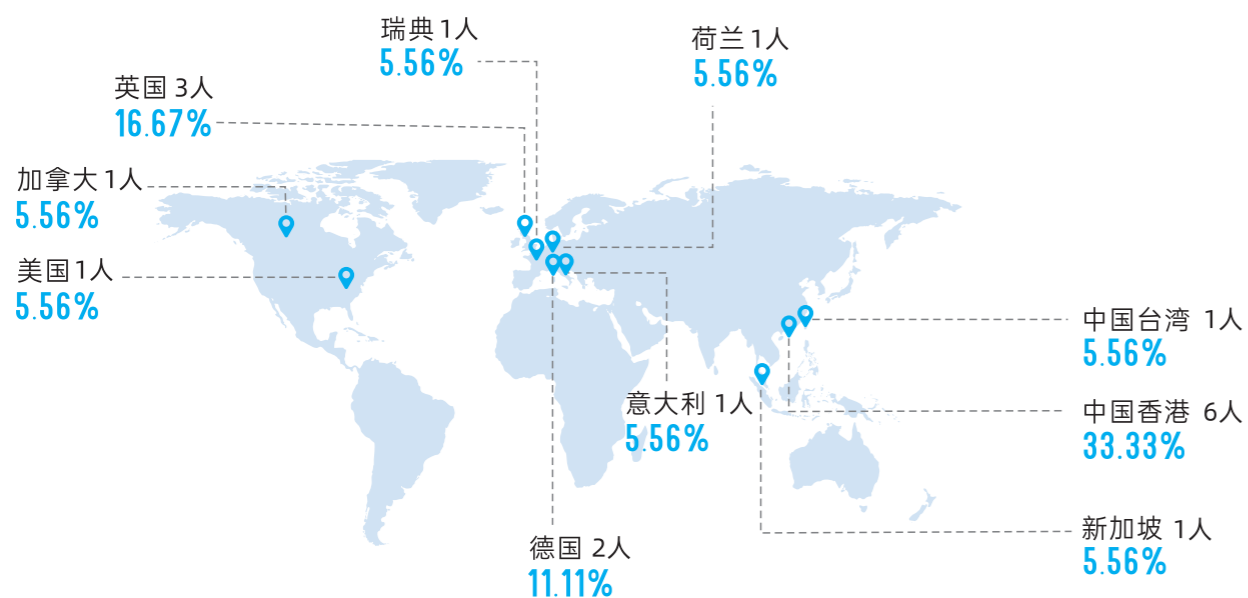 瑞典 1人
5.56%
荷兰 1人
5.56%
英国 3人
16.67%
加拿大 1人
5.56%
美国 1人
5.56%
中国台湾 1人
5.56%
意大利 1人
5.56%
中国香港 6人
33.33%
新加坡 1人
5.56%
德国 2人
11.11%